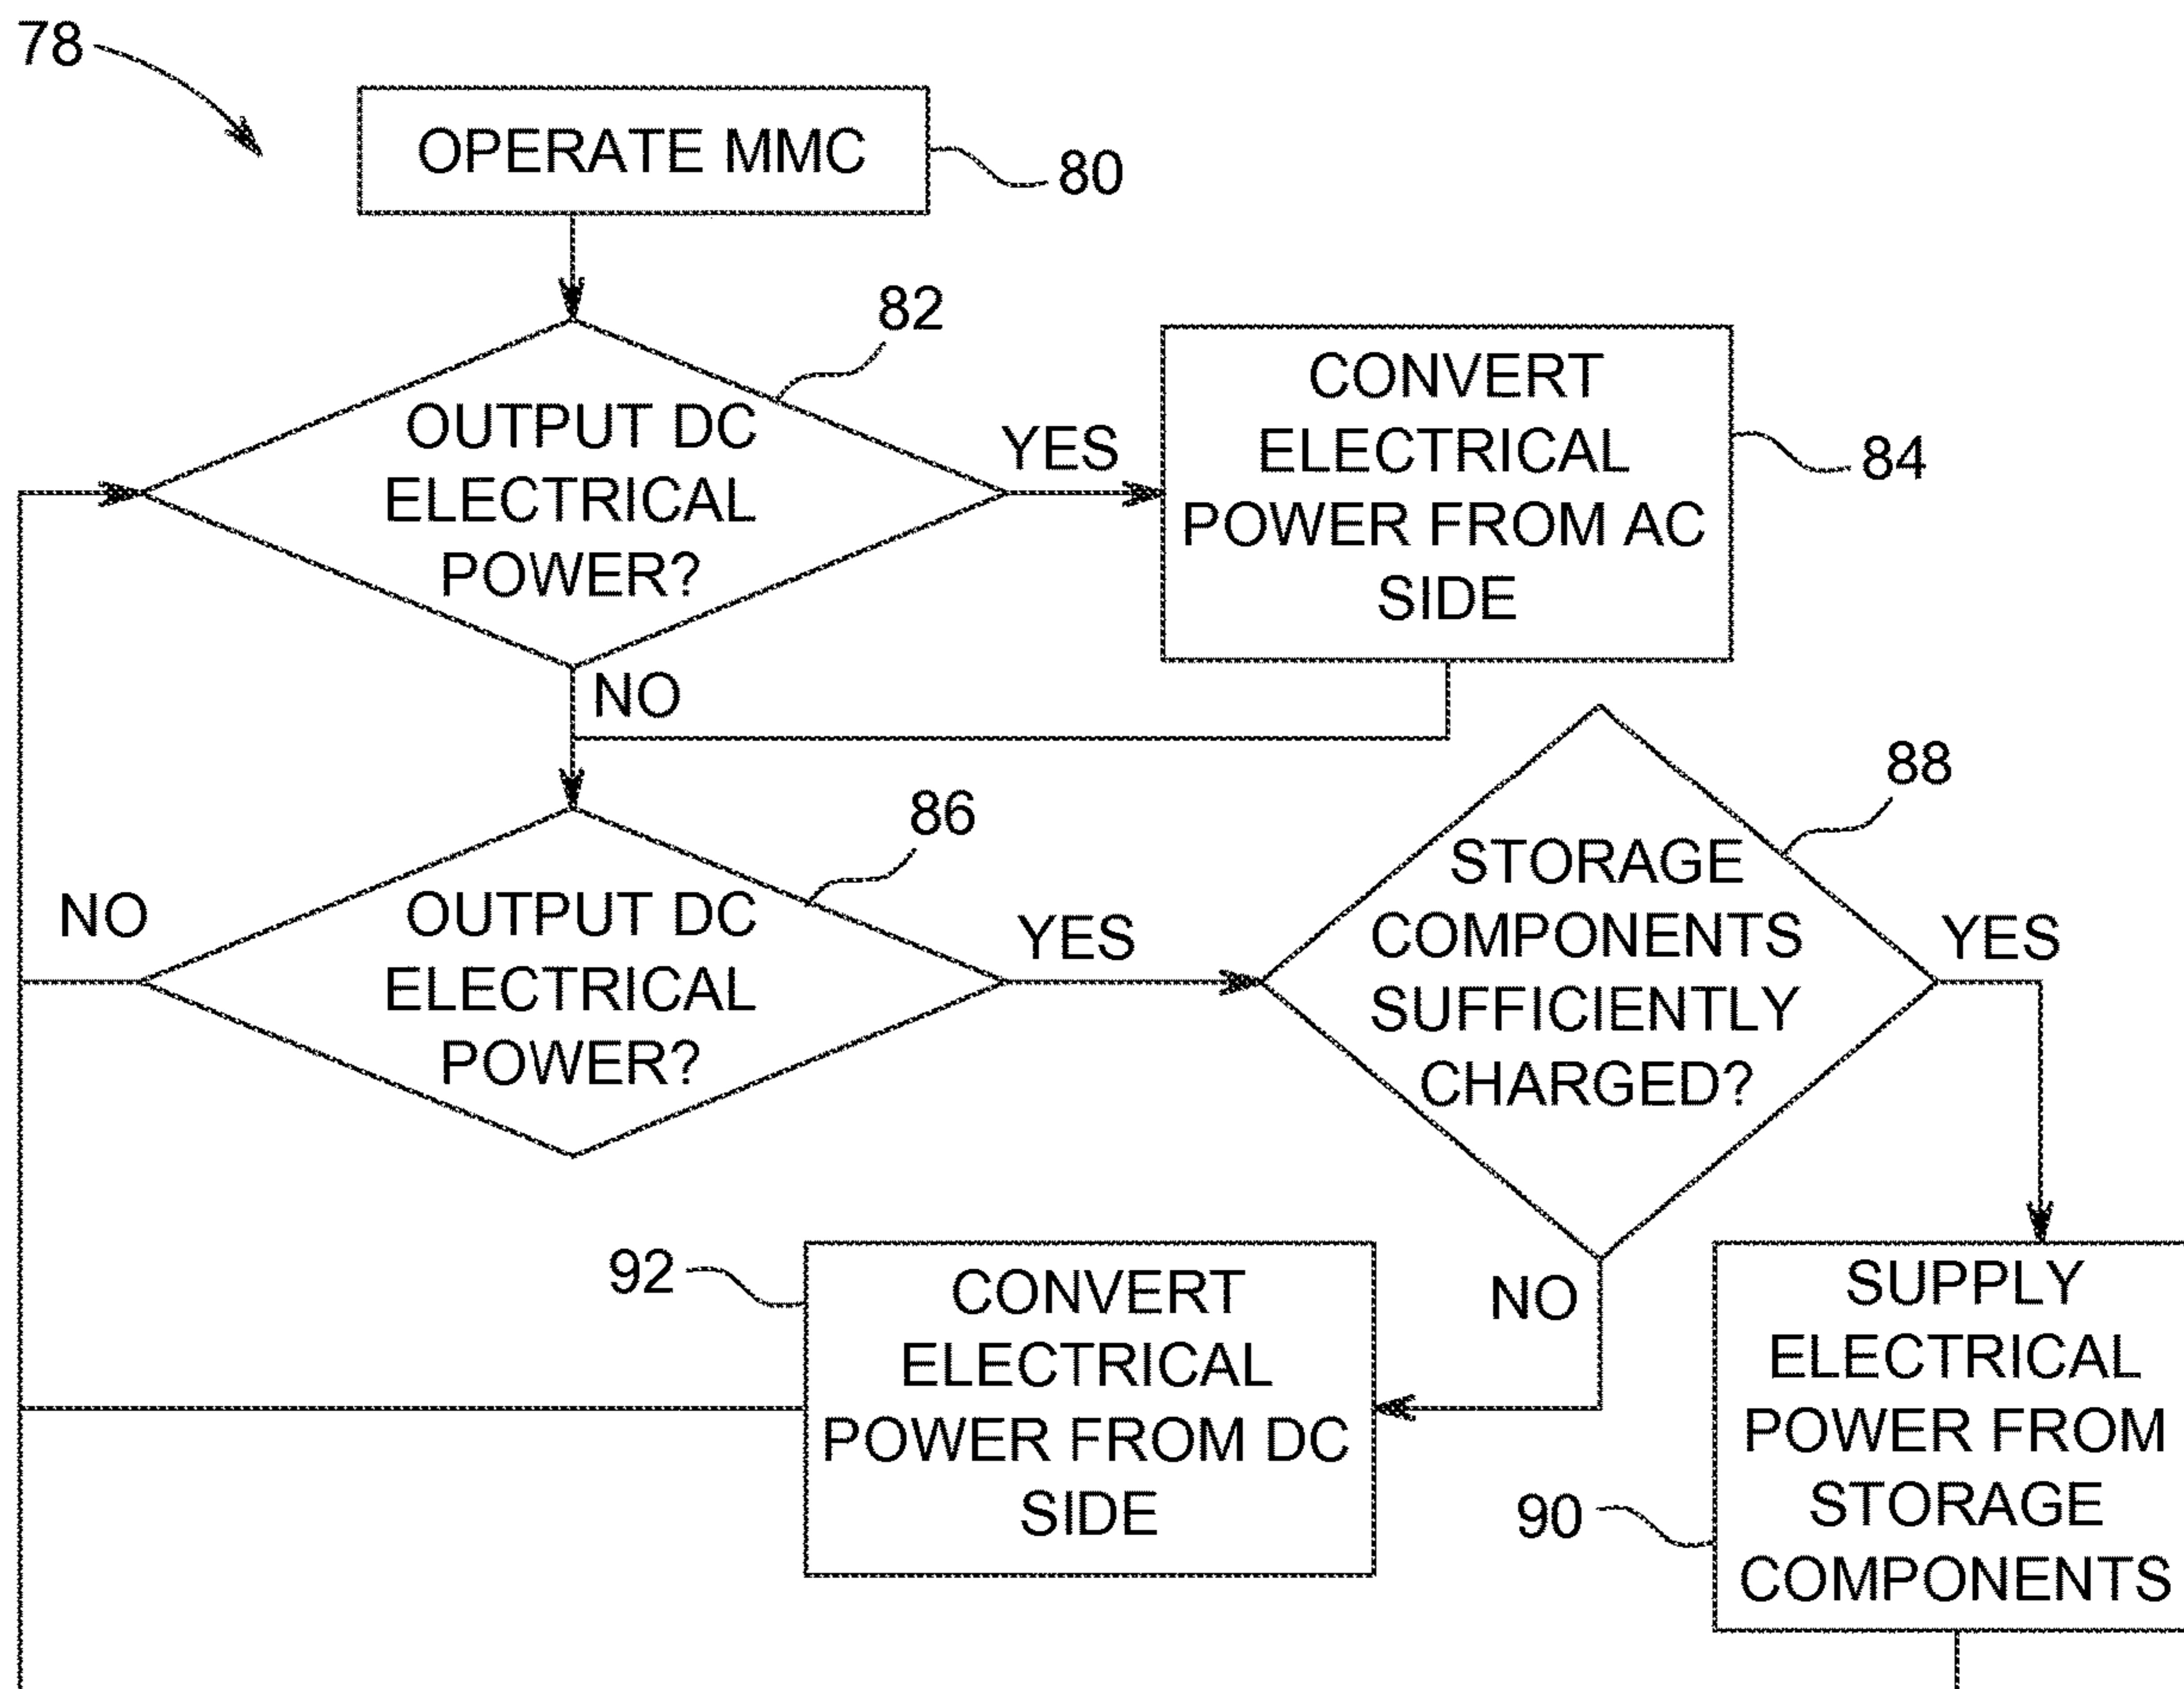 78
OPERATE MMC
80
82
OUTPUT DC
ELECTRICAL
POWER?
YES
CONVERT
ELECTRICAL
POWER FROM AC
SIDE
84
NO
86
OUTPUT DC
ELECTRICAL
POWER?
NO
YES
88
STORAGE
COMPONENTS
SUFFICIENTLY
CHARGED?
YES
NO
92
CONVERT
ELECTRICAL
POWER FROM DC
SIDE
90
SUPPLY
ELECTRICAL
POWER FROM
STORAGE
COMPONENTS